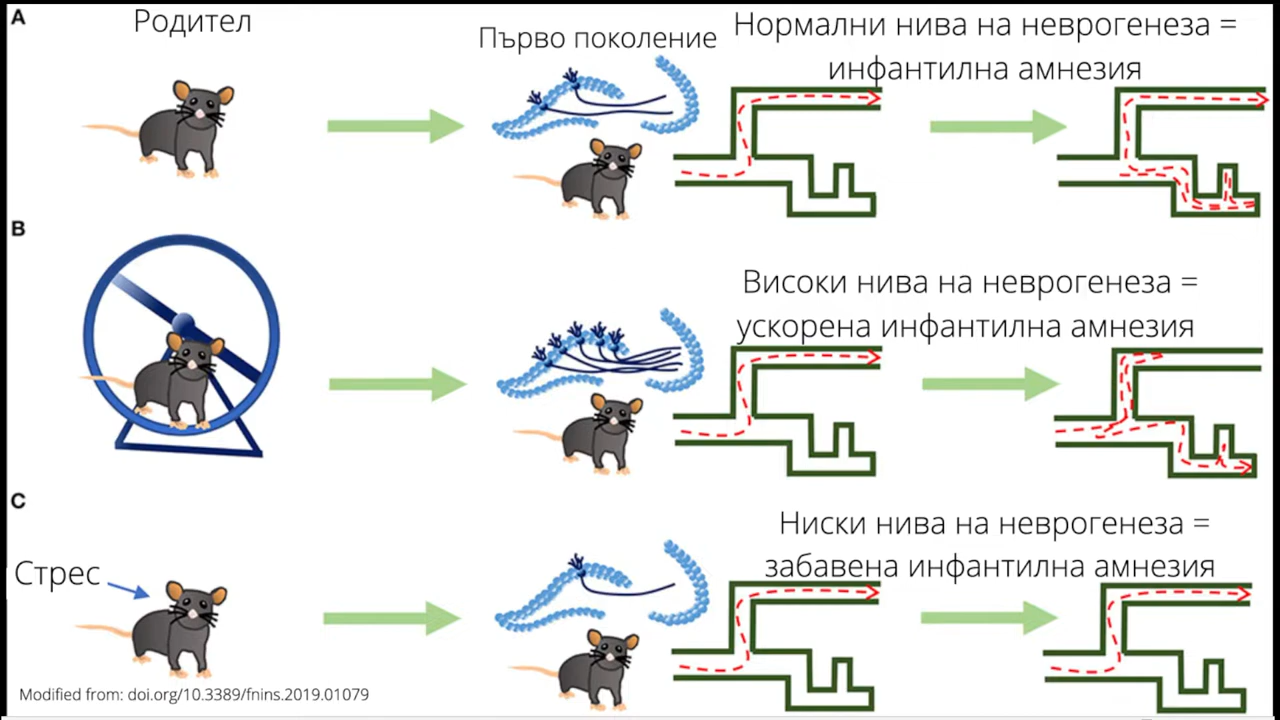 A
Родител
Първо поколение
Нормални нива на неврогенеза =
инфантилна амнезия
B
Високи нива на неврогенеза =
ускорена инфантилна амнезия
C
Стрес
Ниски нива на неврогенеза =
забавена инфантилна амнезия
Modified from: doi.org/10.3389/fnins.2019.01079